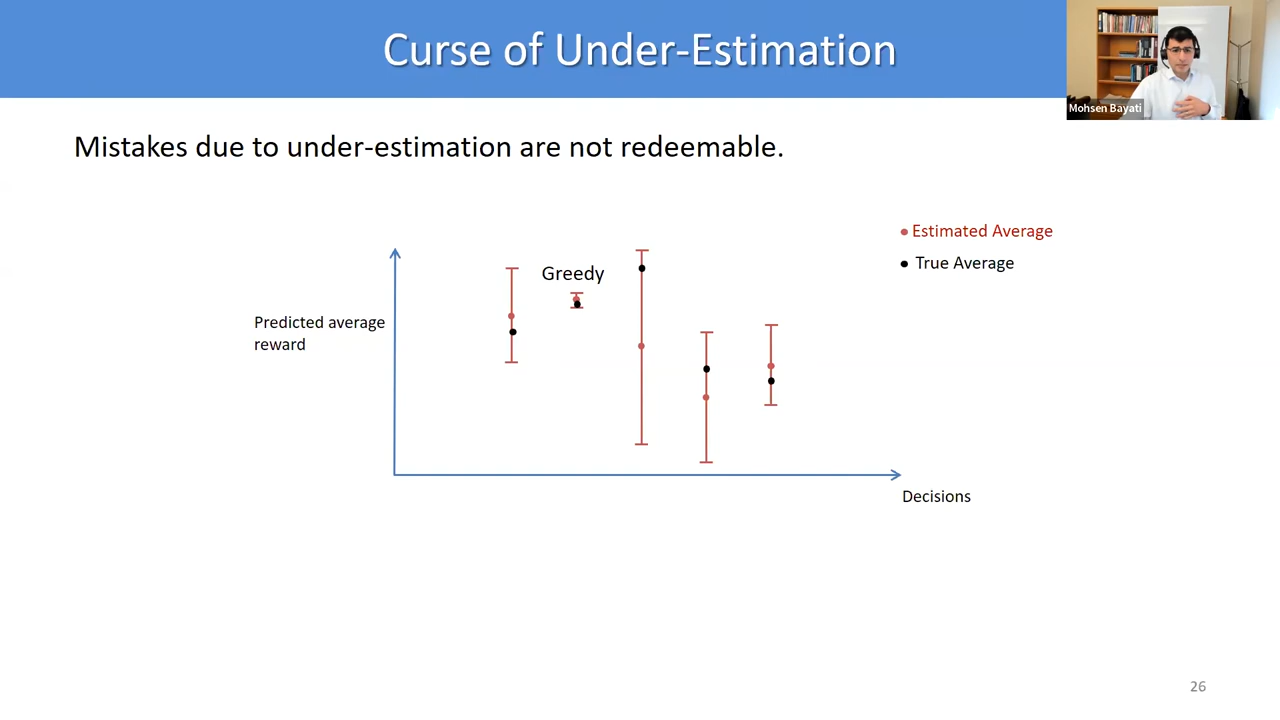 Curse of Under-Estimation
Mohsen Bayati
Mistakes due to under-estimation are not redeemable.
Estimated Average
True Average
Greedy
Predicted average
reward
Decisions
26